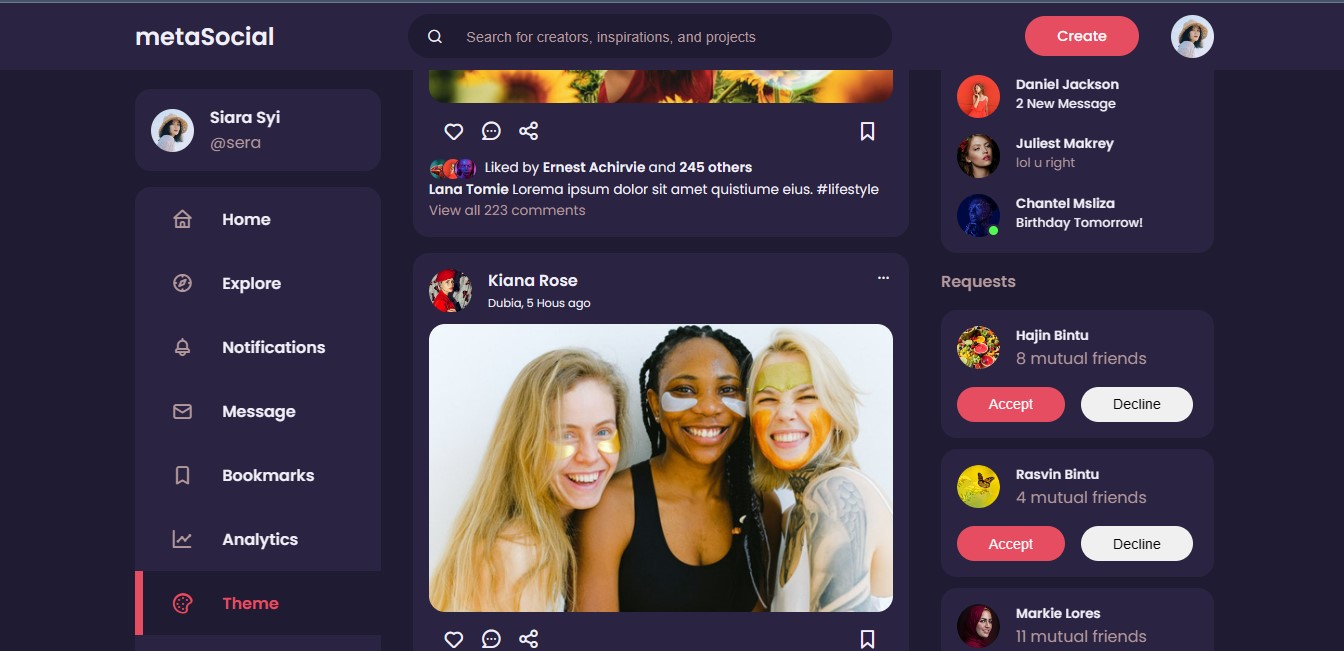 metaSocial
Search for creators, inspirations, and projects
Create
Siara Syi
@sera
Home
Explore
Notifications
Message
Bookmarks
Analytics
Theme
Liked by Ernest Achirvie and 245 others
Lana Tomie Lorema ipsum dolor sit amet quistiume eius. #lifestyle
View all 223 comments
Kiana Rose
Dubia, 5 Hous ago
Daniel Jackson
2 New Message
Juliest Makrey
lol u right
Chantel Msliza
Birthday Tomorrow!
Requests
Hajin Bintu
8 mutual friends
Accept Decline
Rasvin Bintu
4 mutual friends
Accept Decline
Markie Lores
11 mutual friends